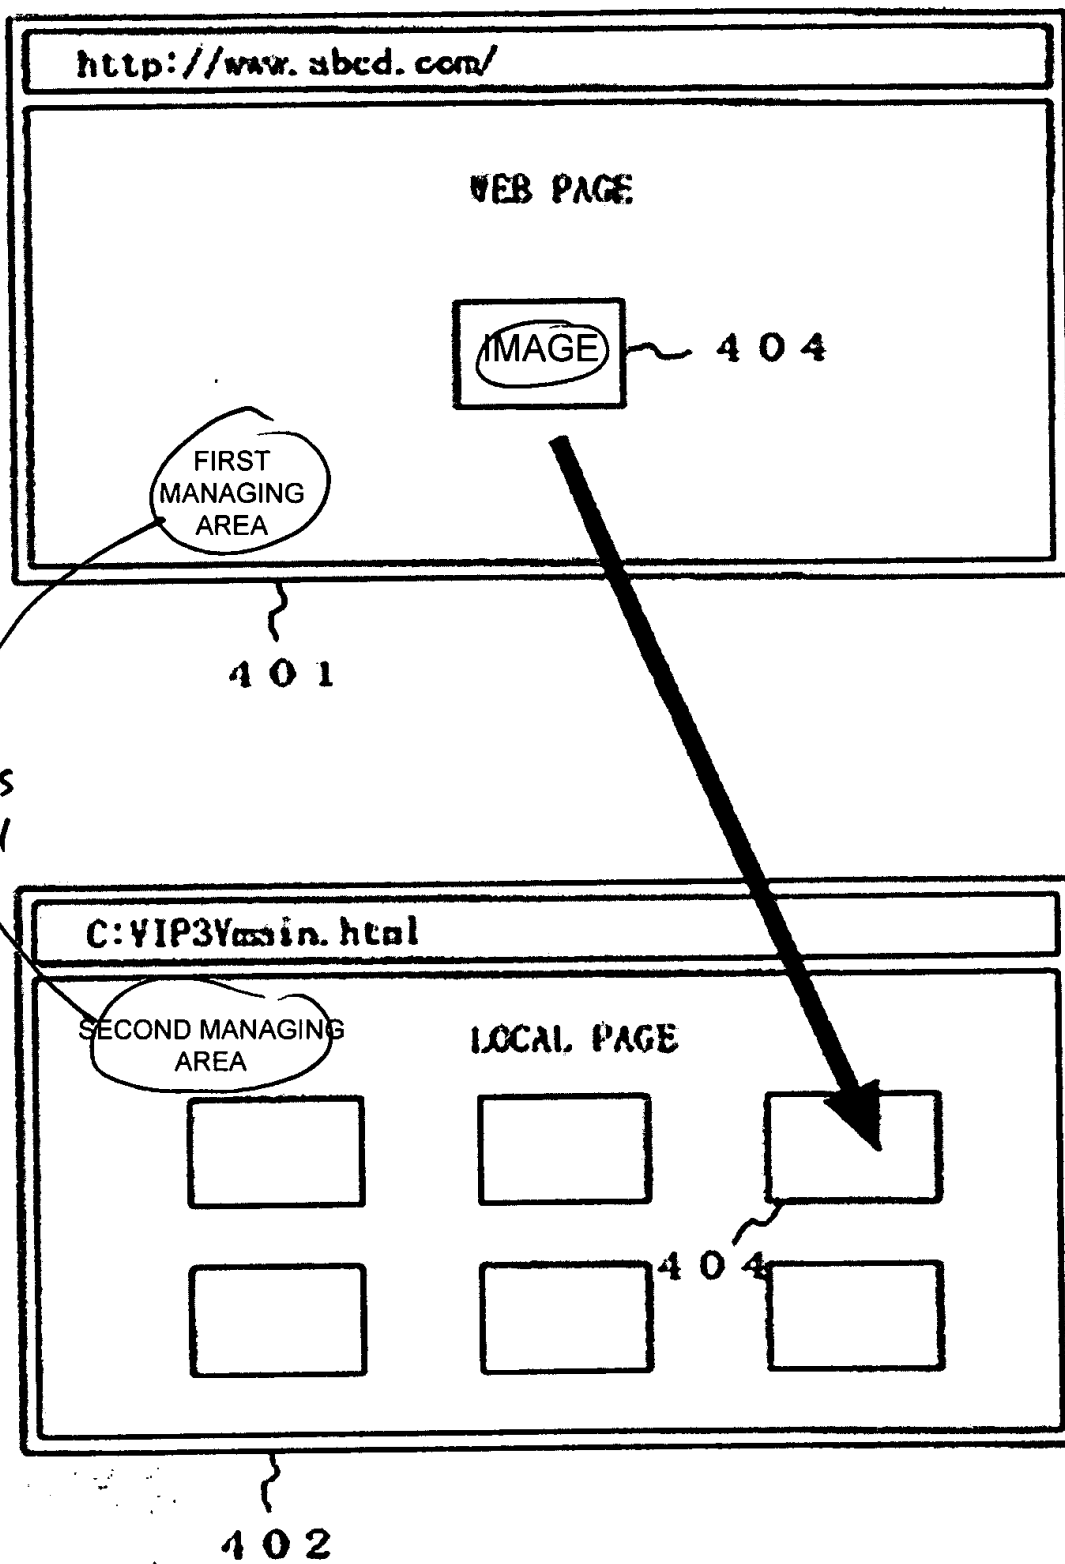 http://www.abcd.com/
WEB PAGE
IMAGE
404
FIRST
MANAGING
AREA
401
C:¥IP3¥main.html
SECOND MANAGING
AREA
LOCAL PAGE
404
402